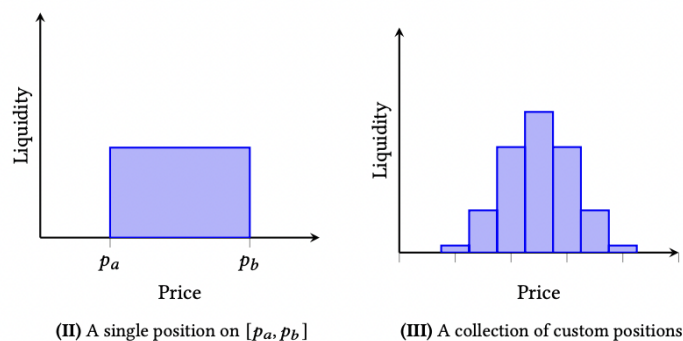 Liquidity
p_a
p_b
Price
(II) A single position on [p_a, p_b]
Liquidity
Price
(III) A collection of custom positions